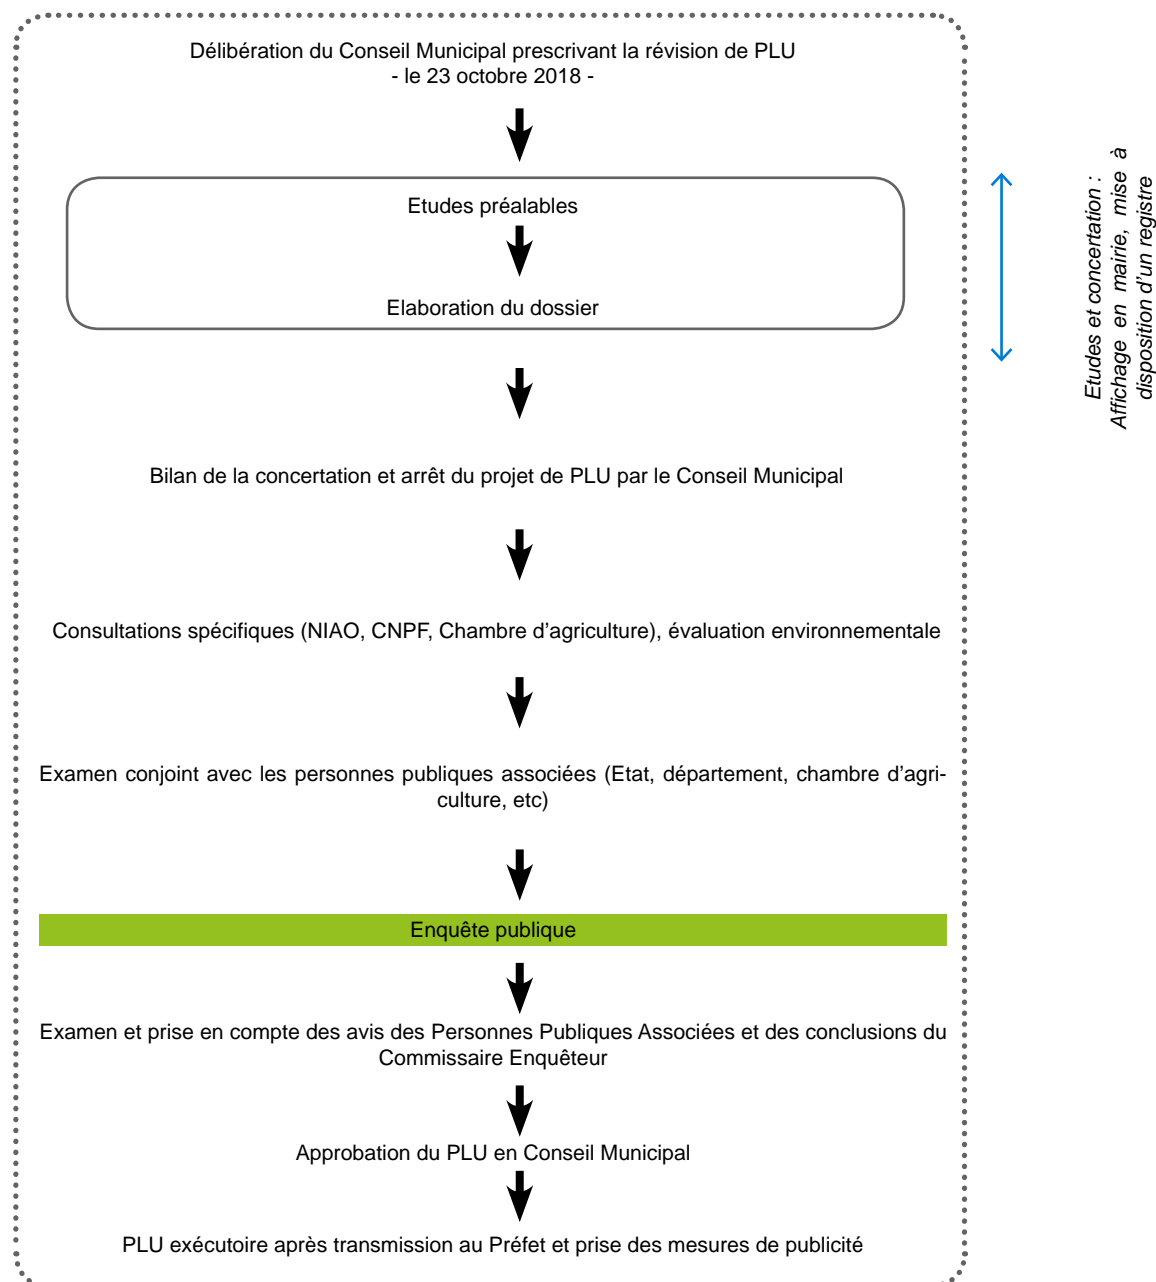 Délibération du Conseil Municipal prescrivant la révision de PLU
- le 23 octobre 2018 -
Etudes préalables
Elaboration du dossier
Etudes et concertation :
Affichage en mairie, mise à
disposition d'un registre
Bilan de la concertation et arrêt du projet de PLU par le Conseil Municipal
Consultations spécifiques (NIAO, CNPF, Chambre d'agriculture), évaluation environnementale
Examen conjoint avec les personnes publiques associées (Etat, département, chambre d'agri-
culture, etc)
Enquête publique
Examen et prise en compte des avis des Personnes Publiques Associées et des conclusions du
Commissaire Enquêteur
Approbation du PLU en Conseil Municipal
PLU exécutoire après transmission au Préfet et prise des mesures de publicité